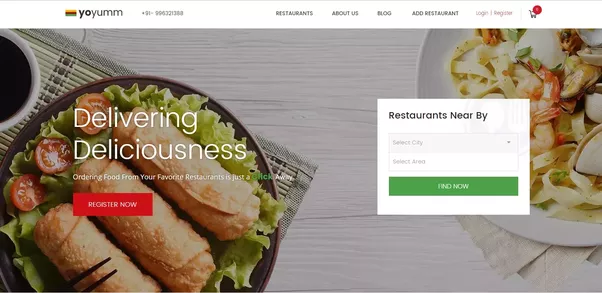 yoyumm
+91- 996321388
RESTAURANTS
ABOUT US
BLOG
ADD RESTAURANT
Login | Register
0
Delivering
Deliciousness
Ordering Food From Your Favorite Restaurants is Just a Click Away.
REGISTER NOW
Restaurants Near By
Select City
Select Area
FIND NOW